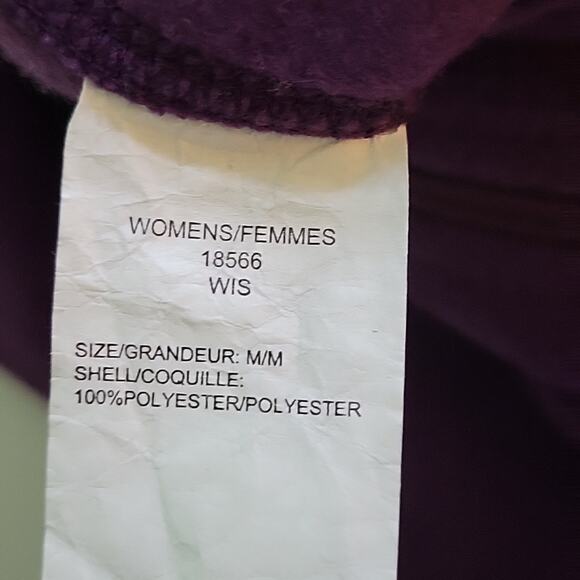 WOMENS/FEMMES
18566
WIS
SIZE/GRANDEUR: M/M
SHELL/COQUILLE:
100%POLYESTER/POLYESTER